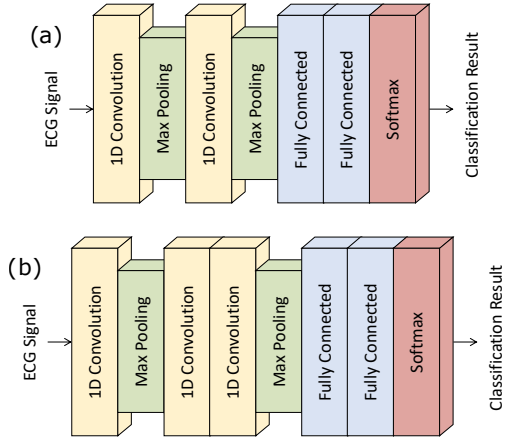 (a)
ECG Signal
1D Convolution
Max Pooling
1D Convolution
Max Pooling
Fully Connected
Fully Connected
Softmax
Classification Result
(b)
ECG Signal
1D Convolution
Max Pooling
1D Convolution
1D Convolution
Max Pooling
Fully Connected
Fully Connected
Softmax
Classification Result